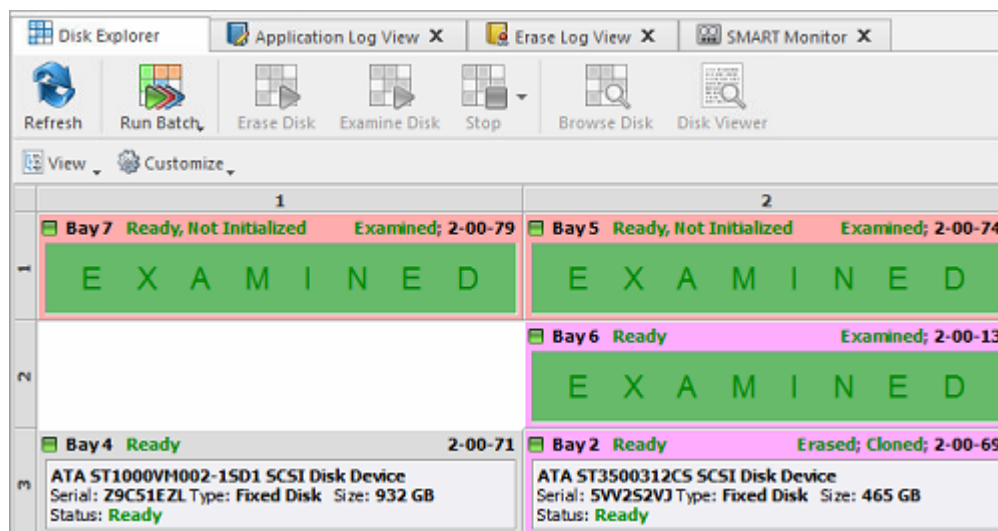 Disk Explorer Application Log View X Erase Log View X SMART Monitor X
Refresh Run Batch Erase Disk Examine Disk Stop Browse Disk Disk Viewer
View Customize
1 2
1
Bay 7 Ready, Not Initialized Examined; 2-00-79 Bay 5 Ready, Not Initialized Examined; 2-00-74
E X A M I N E D E X A M I N E D
2
Bay 6 Ready Examined; 2-00-13
E X A M I N E D
3
Bay 4 Ready 2-00-71 Bay 2 Ready Erased; Cloned; 2-00-69
ATA ST1000VM002-1SD1 SCSI Disk Device ATA ST3500312CS SCSI Disk Device
Serial: Z9C51EZL Type: Fixed Disk Size: 932 GB Serial: 5VV2S2VJ Type: Fixed Disk Size: 465 GB
Status: Ready Status: Ready